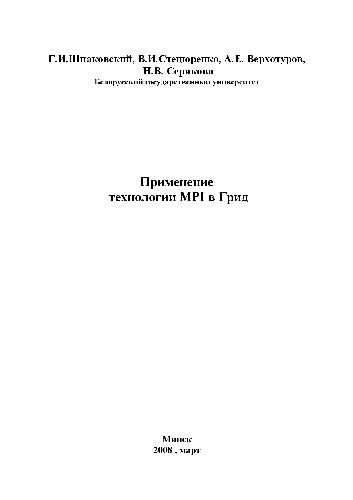 Г.И.Шпаковский, В.И.Стецюренко, А.Е. Верхотуров,
Н.В. Серикова
Белорусский государственный университет
Применение
технологии MPI в Грид
Минск
2008 , март